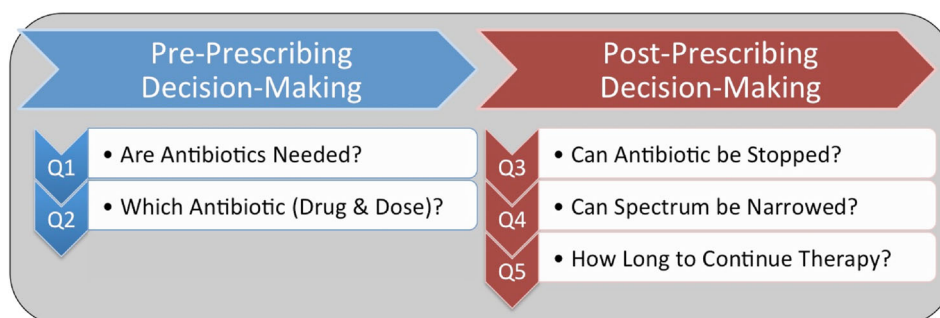 Pre-Prescribing
Decision-Making
Q1
• Are Antibiotics Needed?
Q2
• Which Antibiotic (Drug & Dose)?
Post-Prescribing
Decision-Making
Q3
• Can Antibiotic be Stopped?
Q4
• Can Spectrum be Narrowed?
Q5
• How Long to Continue Therapy?